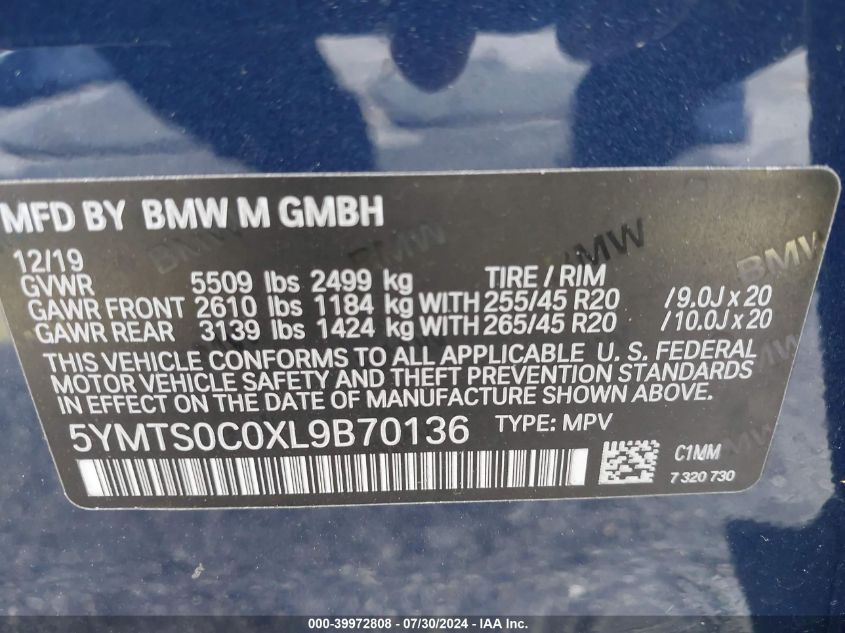 MFD BY BMW M GMBH
12/19
GVWR 5509 lbs 2499 kg TIRE / RIM
GAWR FRONT 2610 lbs 1184 kg WITH 255/45 R20 /9.0J x 20
GAWR REAR 3139 lbs 1424 kg WITH 265/45 R20 /10.0J x 20
THIS VEHICLE CONFORMS TO ALL APPLICABLE U. S. FEDERAL
MOTOR VEHICLE SAFETY AND THEFT PREVENTION STANDARDS
IN EFFECT ON THE DATE OF MANUFACTURE SHOWN ABOVE.
5YMTS0C0XL9B70136 TYPE: MPV
C1MM
7 320 730
BMW
BMW
BMW
000-39972808 / 07/30/2024 - IAA Inc.